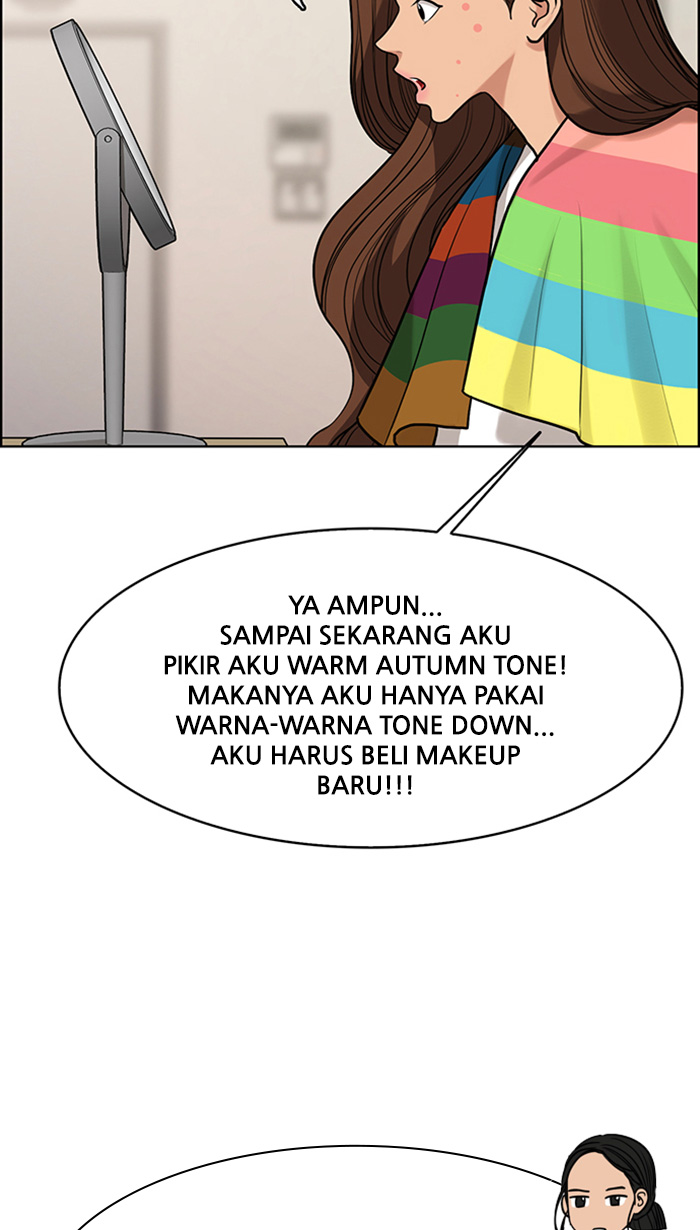 YA AMPUN...
SAMPAI SEKARANG AKU
PIKIR AKU WARM AUTUMN TONE!
MAKANYA AKU HANYA PAKAI
WARNA-WARNA TONE DOWN...
AKU HARUS BELI MAKEUP
BARU!!!